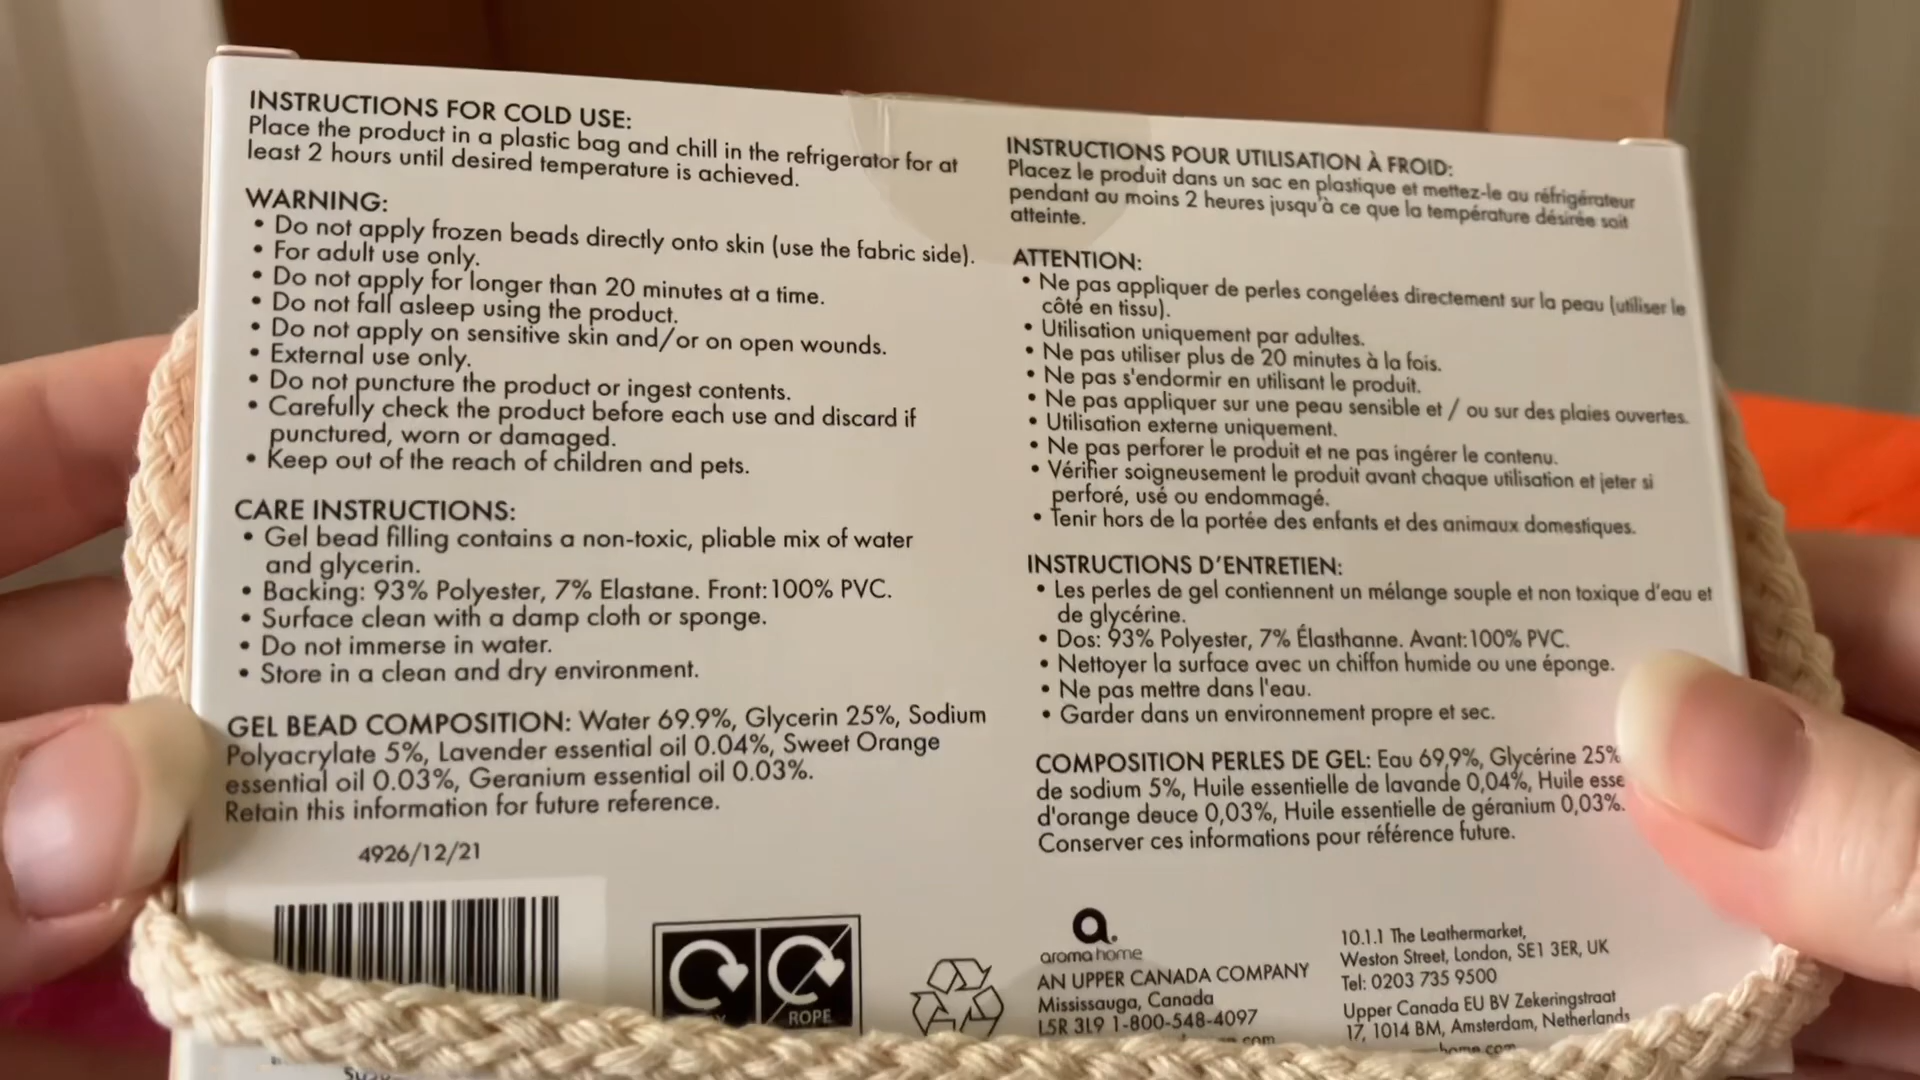 INSTRUCTIONS FOR COLD USE:
Place the product in a plastic bag and chill in the refrigerator for at
least 2 hours until desired temperature is achieved.
WARNING:
• Do not apply frozen beads directly onto skin (use the fabric side).
• For adult use only.
• Do not apply for longer than 20 minutes at a time.
• Do not fall asleep using the product.
• Do not apply on sensitive skin and/or on open wounds.
• External use only.
• Do not puncture the product or ingest contents.
• Carefully check the product before each use and discard if
punctured, worn or damaged.
• Keep out of the reach of children and pets.
CARE INSTRUCTIONS:
• Gel bead filling contains a non-toxic, pliable mix of water
and glycerin.
• Backing: 93% Polyester, 7% Elastane. Front:100% PVC.
• Surface clean with a damp cloth or sponge.
• Do not immerse in water.
• Store in a clean and dry environment.
GEL BEAD COMPOSITION: Water 69.9%, Glycerin 25%, Sodium
Polyacrylate 5%, Lavender essential oil 0.04%, Sweet Orange
essential oil 0.03%, Geranium essential oil 0.03%.
Retain this information for future reference.
4926/12/21
INSTRUCTIONS POUR UTILISATION À FROID:
Placez le produit dans un sac en plastique et mettez-le au réfrigérateur
pendant au moins 2 heures jusqu'à ce que la température désirée soit
atteinte.
ATTENTION:
• Ne pas appliquer de perles congelées directement sur la peau (utiliser le
côté en tissu).
• Utilisation uniquement par adultes.
• Ne pas utiliser plus de 20 minutes à la fois.
• Ne pas s'endormir en utilisant le produit.
• Ne pas appliquer sur une peau sensible et / ou sur des plaies ouvertes.
• Utilisation externe uniquement.
• Ne pas perforer le produit et ne pas ingérer le contenu.
• Vérifier soigneusement le produit avant chaque utilisation et jeter si
perforé, usé ou endommagé.
• Tenir hors de la portée des enfants et des animaux domestiques.
INSTRUCTIONS D'ENTRETIEN:
• Les perles de gel contiennent un mélange souple et non toxique d'eau et
de glycérine.
• Dos: 93% Polyester, 7% Élasthanne. Avant:100% PVC.
• Nettoyer la surface avec un chiffon humide ou une éponge.
• Ne pas mettre dans l'eau.
• Garder dans un environnement propre et sec.
COMPOSITION PERLES DE GEL: Eau 69,9%, Glycérine 25%
de sodium 5%, Huile essentielle de lavande 0,04%, Huile esse
d'orange deuce 0,03%, Huile essentielle de géranium 0,03%.
Conserver ces informations pour référence future.
ROPE
a.
aroma home
AN UPPER CANADA COMPANY
Mississauga, Canada
L5R 3L9 1-800-548-4097
10.1.1 The Leathermarket,
Weston Street, London, SE1 3ER, UK
Tel: 0203 735 9500
Upper Canada EU BV Zekeringstraat
17, 1014 BM, Amsterdam, Netherlands